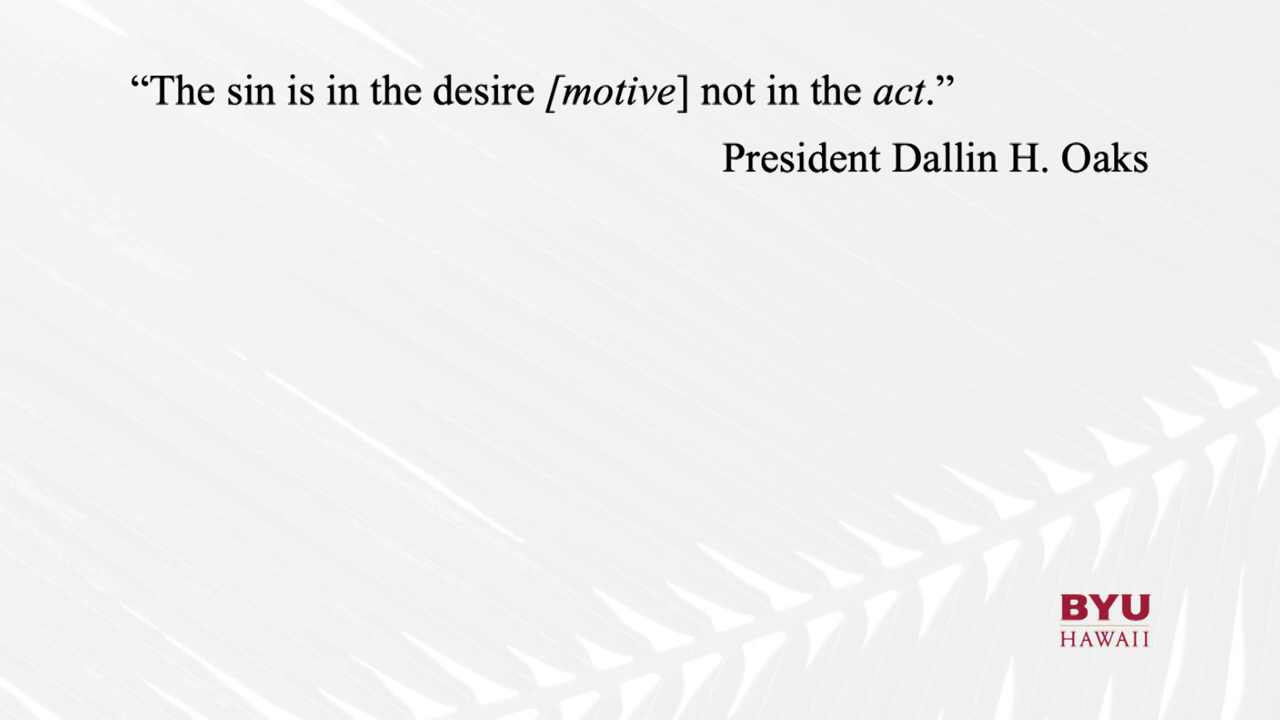 “The sin is in the desire [motive] not in the act.”
President Dallin H. Oaks
BYU
HAWAII